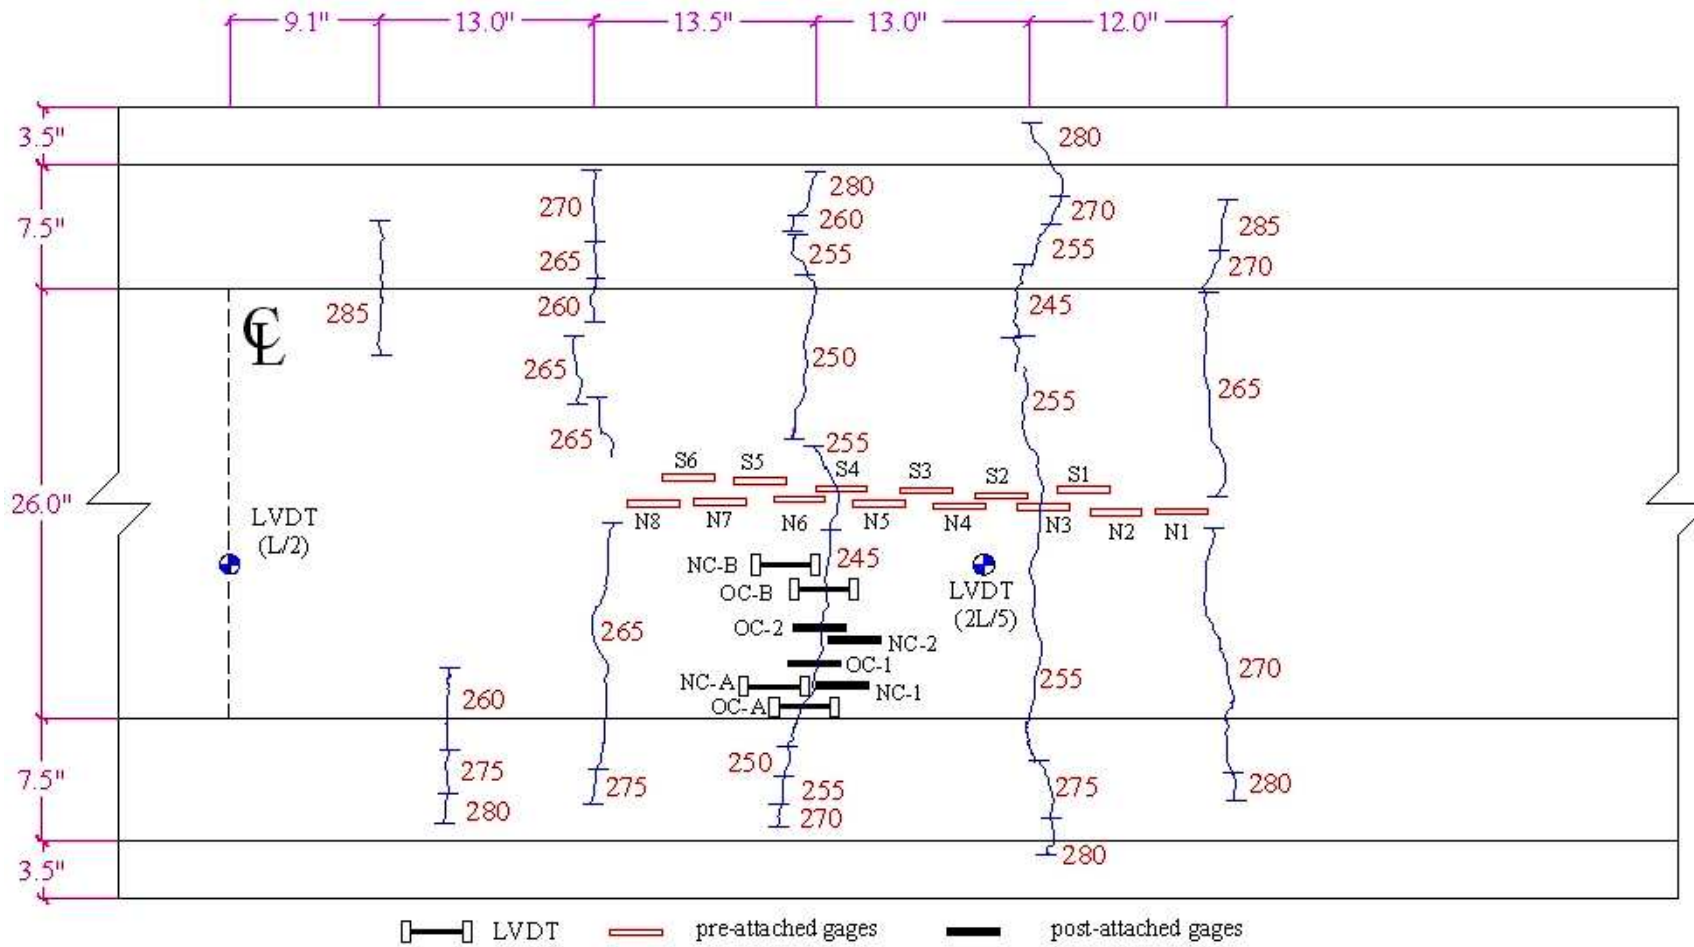 9.1" 13.0" 13.5" 13.0" 12.0"
3.5"
280
270 280 285
7.5" 260 270
265 255 255 270
260 245
285 ℄
265 250 265
255
265 255
S6 S5 S4 S3 S2 S1
26.0" N8 N7 N6 N5 N4 N3 N2 N1
LVDT
(L/2)
NC-B 245
OC-B LVDT
(2L/5)
OC-2
265 NC-2
OC-1 255 270
NC-A NC-1
260 OC-A
250
7.5" 275 275 255 275 280
280 270
280
3.5"
LVDT pre-attached gages post-attached gages